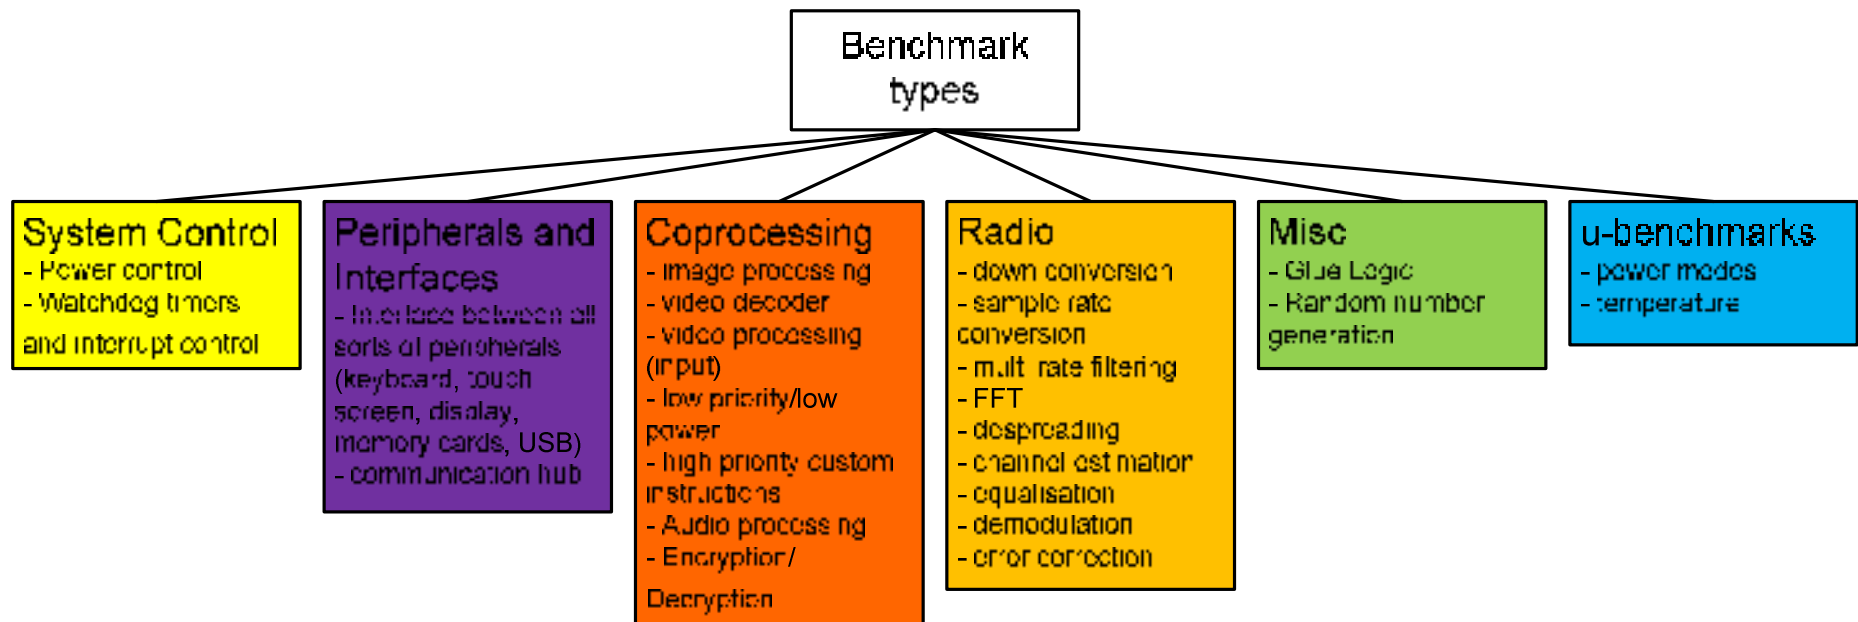 Benchmark
types
System Control
- Power control
- Watchdog timers
and interrupt control
Peripherals and
Interfaces
- Interface between all
sorts of peripherals
(keyboard, touch
screen, display,
memory cards, USB)
- communication hub
Coprocessing
- image processing
- video decoder
- video processing
(input)
- low priority/low
power
- high priority custom
instructions
- Audio processing
- Encryption/
Decryption
Radio
- down conversion
- sample rate
conversion
- multi rate filtering
- FFT
- despreading
- channel estimation
- equalisation
- demodulation
- error correction
Misc
- Glue Logic
- Random number
generation
u-benchmarks
- power modes
- temperature